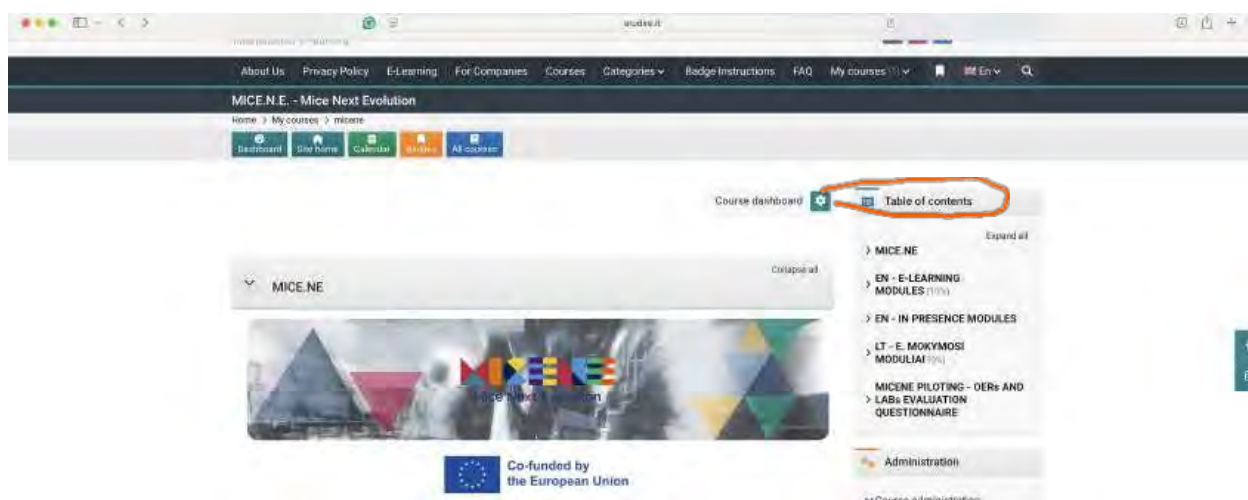 About Us Privacy Policy E-Learning For Companies Courses Categories Badge Instructions FAQ My courses En
MICE.N.E. - Mice Next Evolution
Home > My courses > micene
Dashboard Site home Calendar Badges All courses
Course dashboard
Table of contents
Expand all
MICE.NE
EN - E-LEARNING
MODULES
EN - IN PRESENCE MODULES
LT - E. MOKYMOSI
MODULIAI
MICENE PILOTING - OERs AND
LABs EVALUATION
QUESTIONNAIRE
Administration
Course administration
Collapse all
MICE.NE
MICENE
Mice Next Evolution
Co-funded by
the European Union